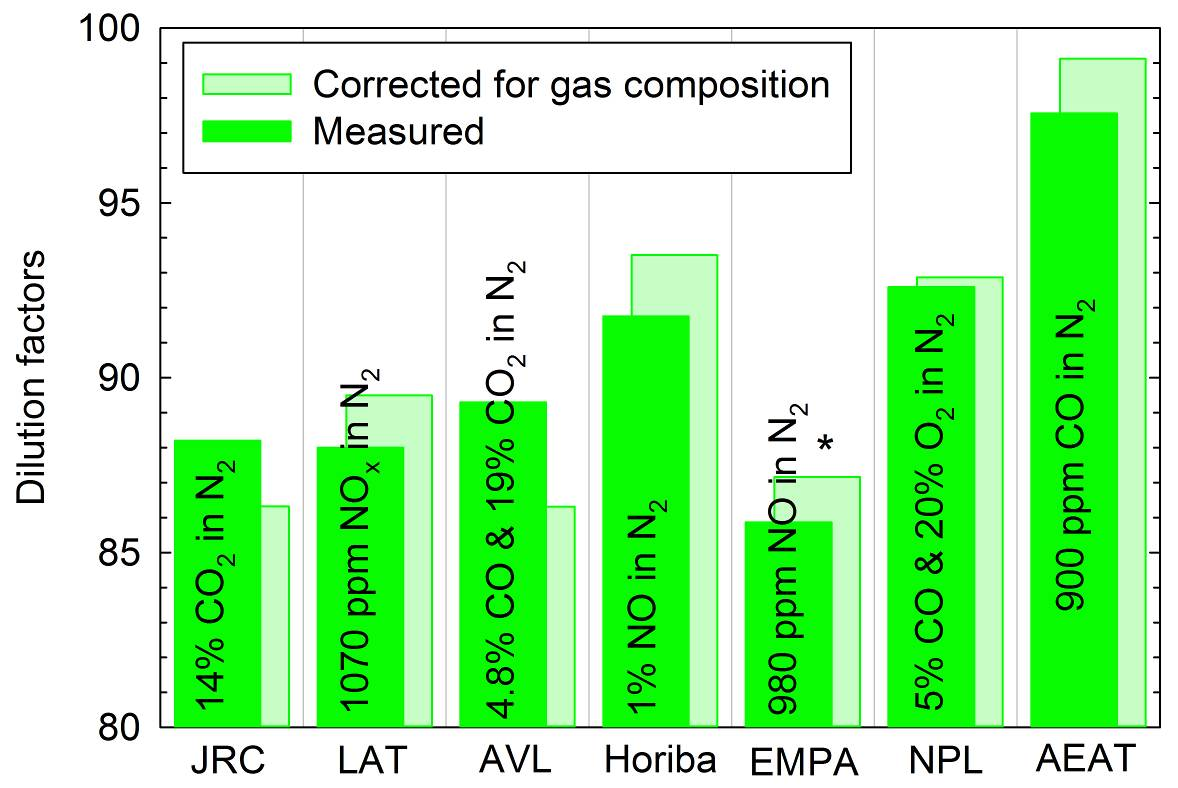 100
95
90
85
80
Dilution factors
Corrected for gas composition
Measured
14% CO₂ in N₂
1070 ppm NOₓ in N₂
4.8% CO & 19% CO₂ in N₂
1% NO in N₂
980 ppm NO in N₂
*
5% CO & 20% O₂ in N₂
900 ppm CO in N₂
JRC
LAT
AVL
Horiba
EMPA
NPL
AEAT